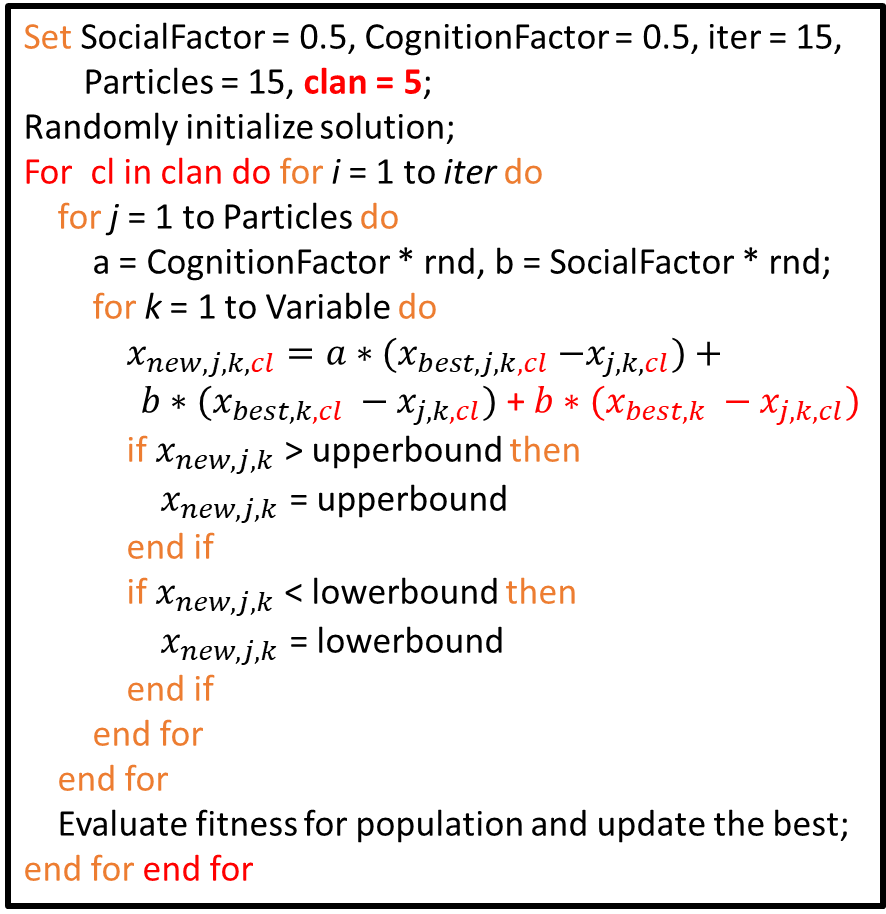 Set SocialFactor = 0.5, CognitionFactor = 0.5, iter = 15,
Particles = 15, clan = 5;
Randomly initialize solution;
For cl in clan do for i = 1 to iter do
for j = 1 to Particles do
a = CognitionFactor * rnd, b = SocialFactor * rnd;
for k = 1 to Variable do
x_{new,j,k,cl} = a ∗ (x_{best,j,k,cl} − x_{j,k,cl}) +
b ∗ (x_{best,k,cl} − x_{j,k,cl}) + b ∗ (x_{best,k} − x_{j,k,cl})
if x_{new,j,k} > upperbound then
x_{new,j,k} = upperbound
end if
if x_{new,j,k} < lowerbound then
x_{new,j,k} = lowerbound
end if
end for
end for
Evaluate fitness for population and update the best;
end for end for